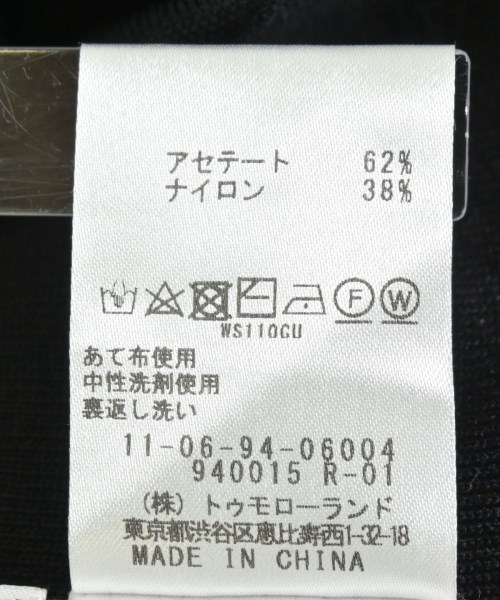 アセテート 62%
ナイロン 38%
F W
WS110CU
あて布使用
中性洗剤使用
裏返し洗い
11-06-94-06004
940015 R-01
(株)トゥモローランド
東京都渋谷区恵比寿西1-32-18
MADE IN CHINA